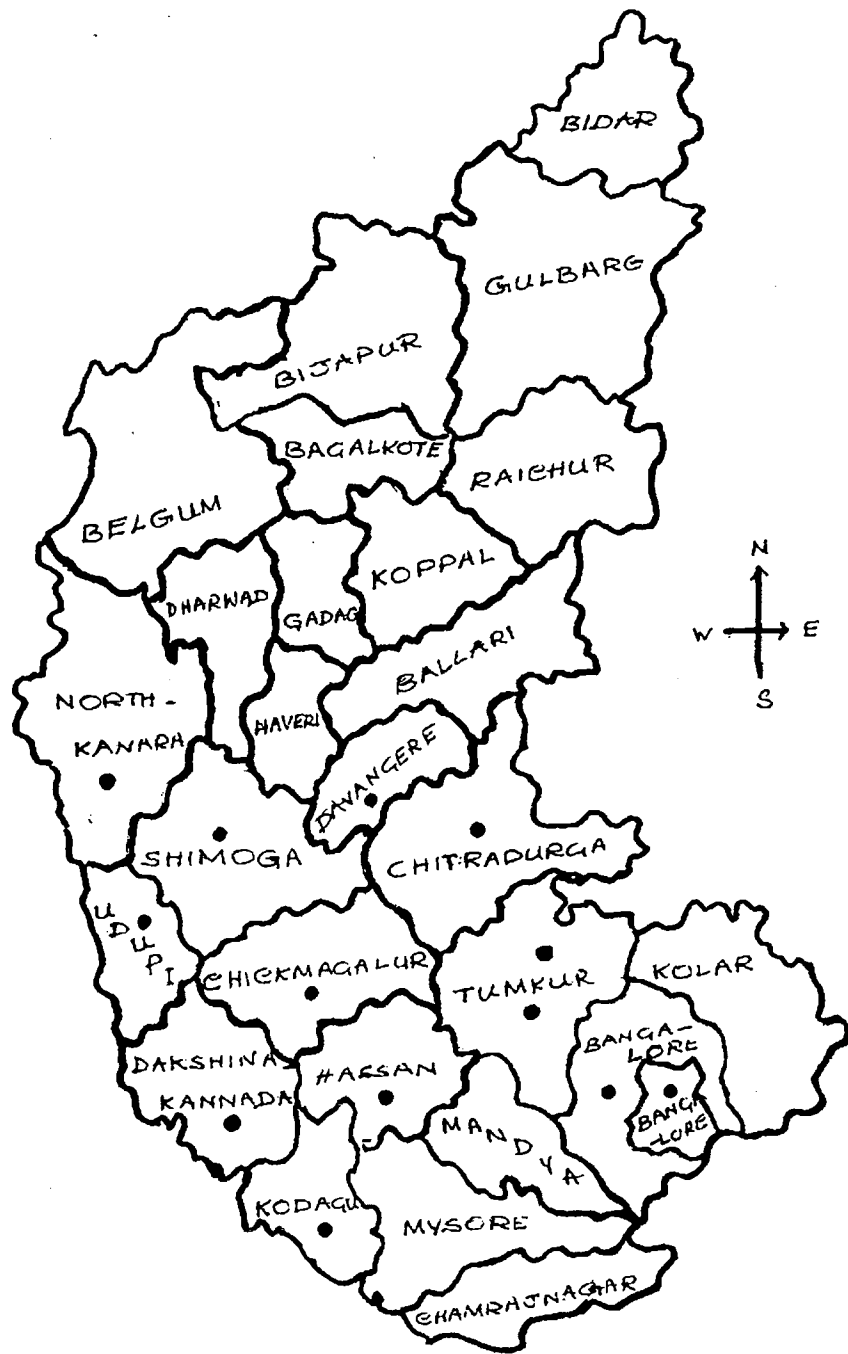 BIDAR
GULBARG
BIJAPUR
BAGALKOTE
RAICHUR
BELGUM
KOPPAL
DHARWAD
GADAG
N
W E
S
BALLARI
NORTH-
KANARA
HAVERI
DAVANGERE
SHIMOGA
CHITRADURGA
UDUPI
CHICKMAGALUR
TUMKUR
KOLAR
BANGA-
LORE
DAKSHINA
KANNADA
HASSAN
BANGA
-LORE
MANDYA
KODAGU
MYSORE
CHAMRAJNAGAR